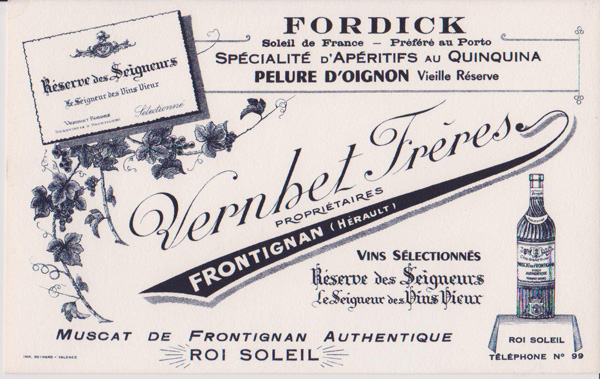 FORDICK
Soleil de France — Préféré au Porto
SPÉCIALITÉ D'APÉRITIFS AU QUINQUINA
PELURE D'OIGNON Vieille Réserve
Réserve des Seigneurs
Le Seigneur des Vins Vieux
Sélectionné
VERNHET FRERES
Vernhet Frères
PROPRIÉTAIRES
FRONTIGNAN (HÉRAULT)
VINS SÉLECTIONNÉS
Réserve des Seigneurs
Le Seigneur des Vins Vieux
MUSCAT DE FRONTIGNAN AUTHENTIQUE
ROI SOLEIL
ROI SOLEIL
TÉLÉPHONE N° 99